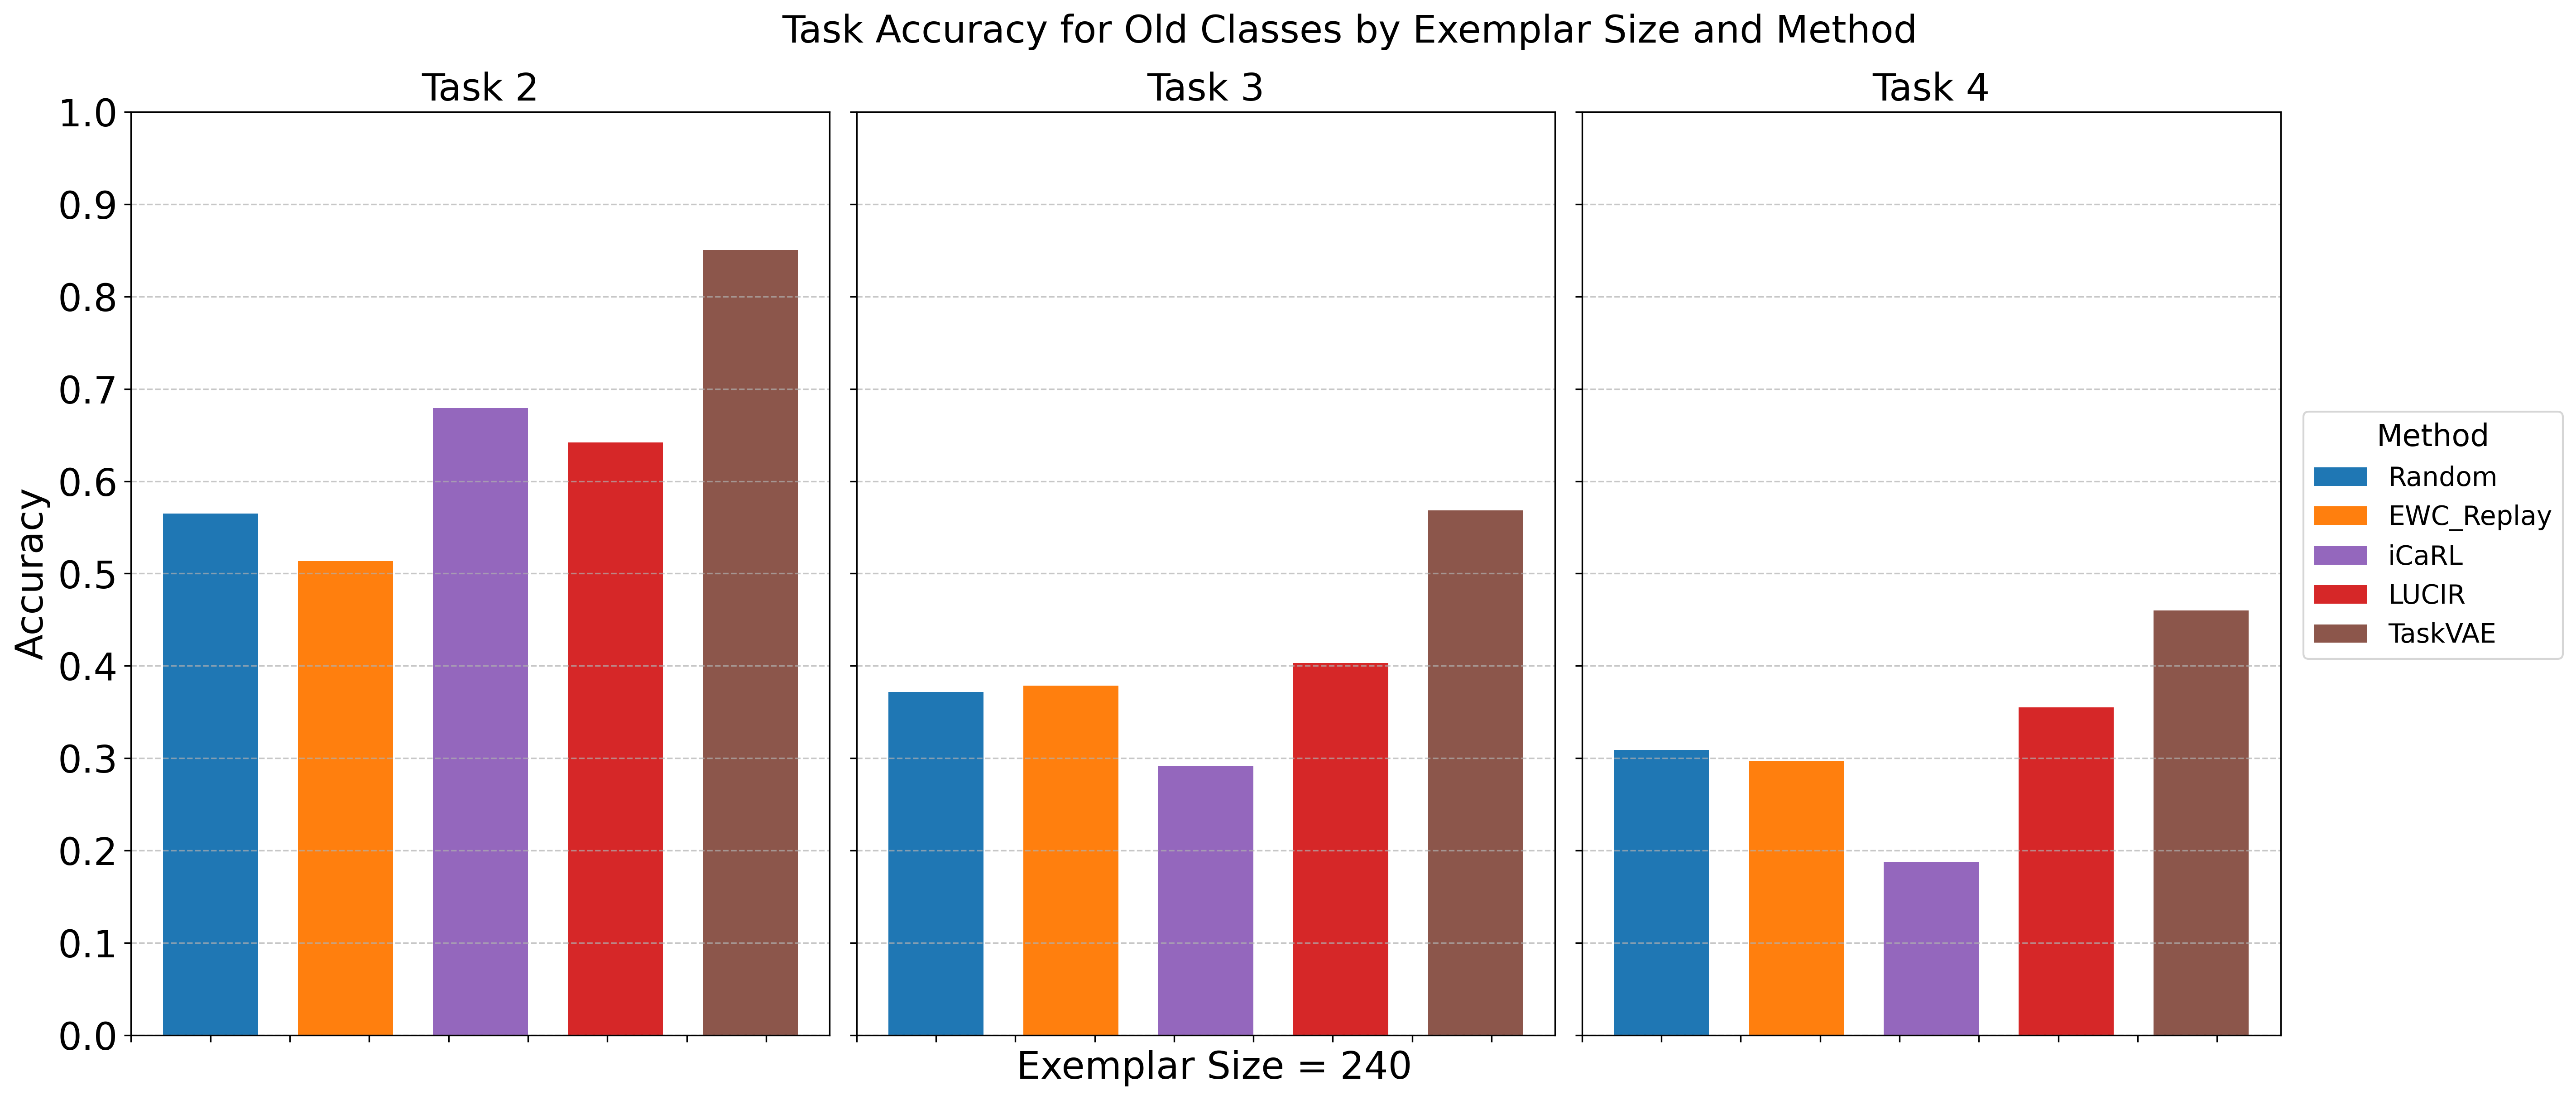 Task Accuracy for Old Classes by Exemplar Size and Method
Task 2
Task 3
Task 4
1.0
0.9
0.8
0.7
0.6
0.5
0.4
0.3
0.2
0.1
0.0
Accuracy
Exemplar Size = 240
Method
Random
EWC_Replay
iCaRL
LUCIR
TaskVAE